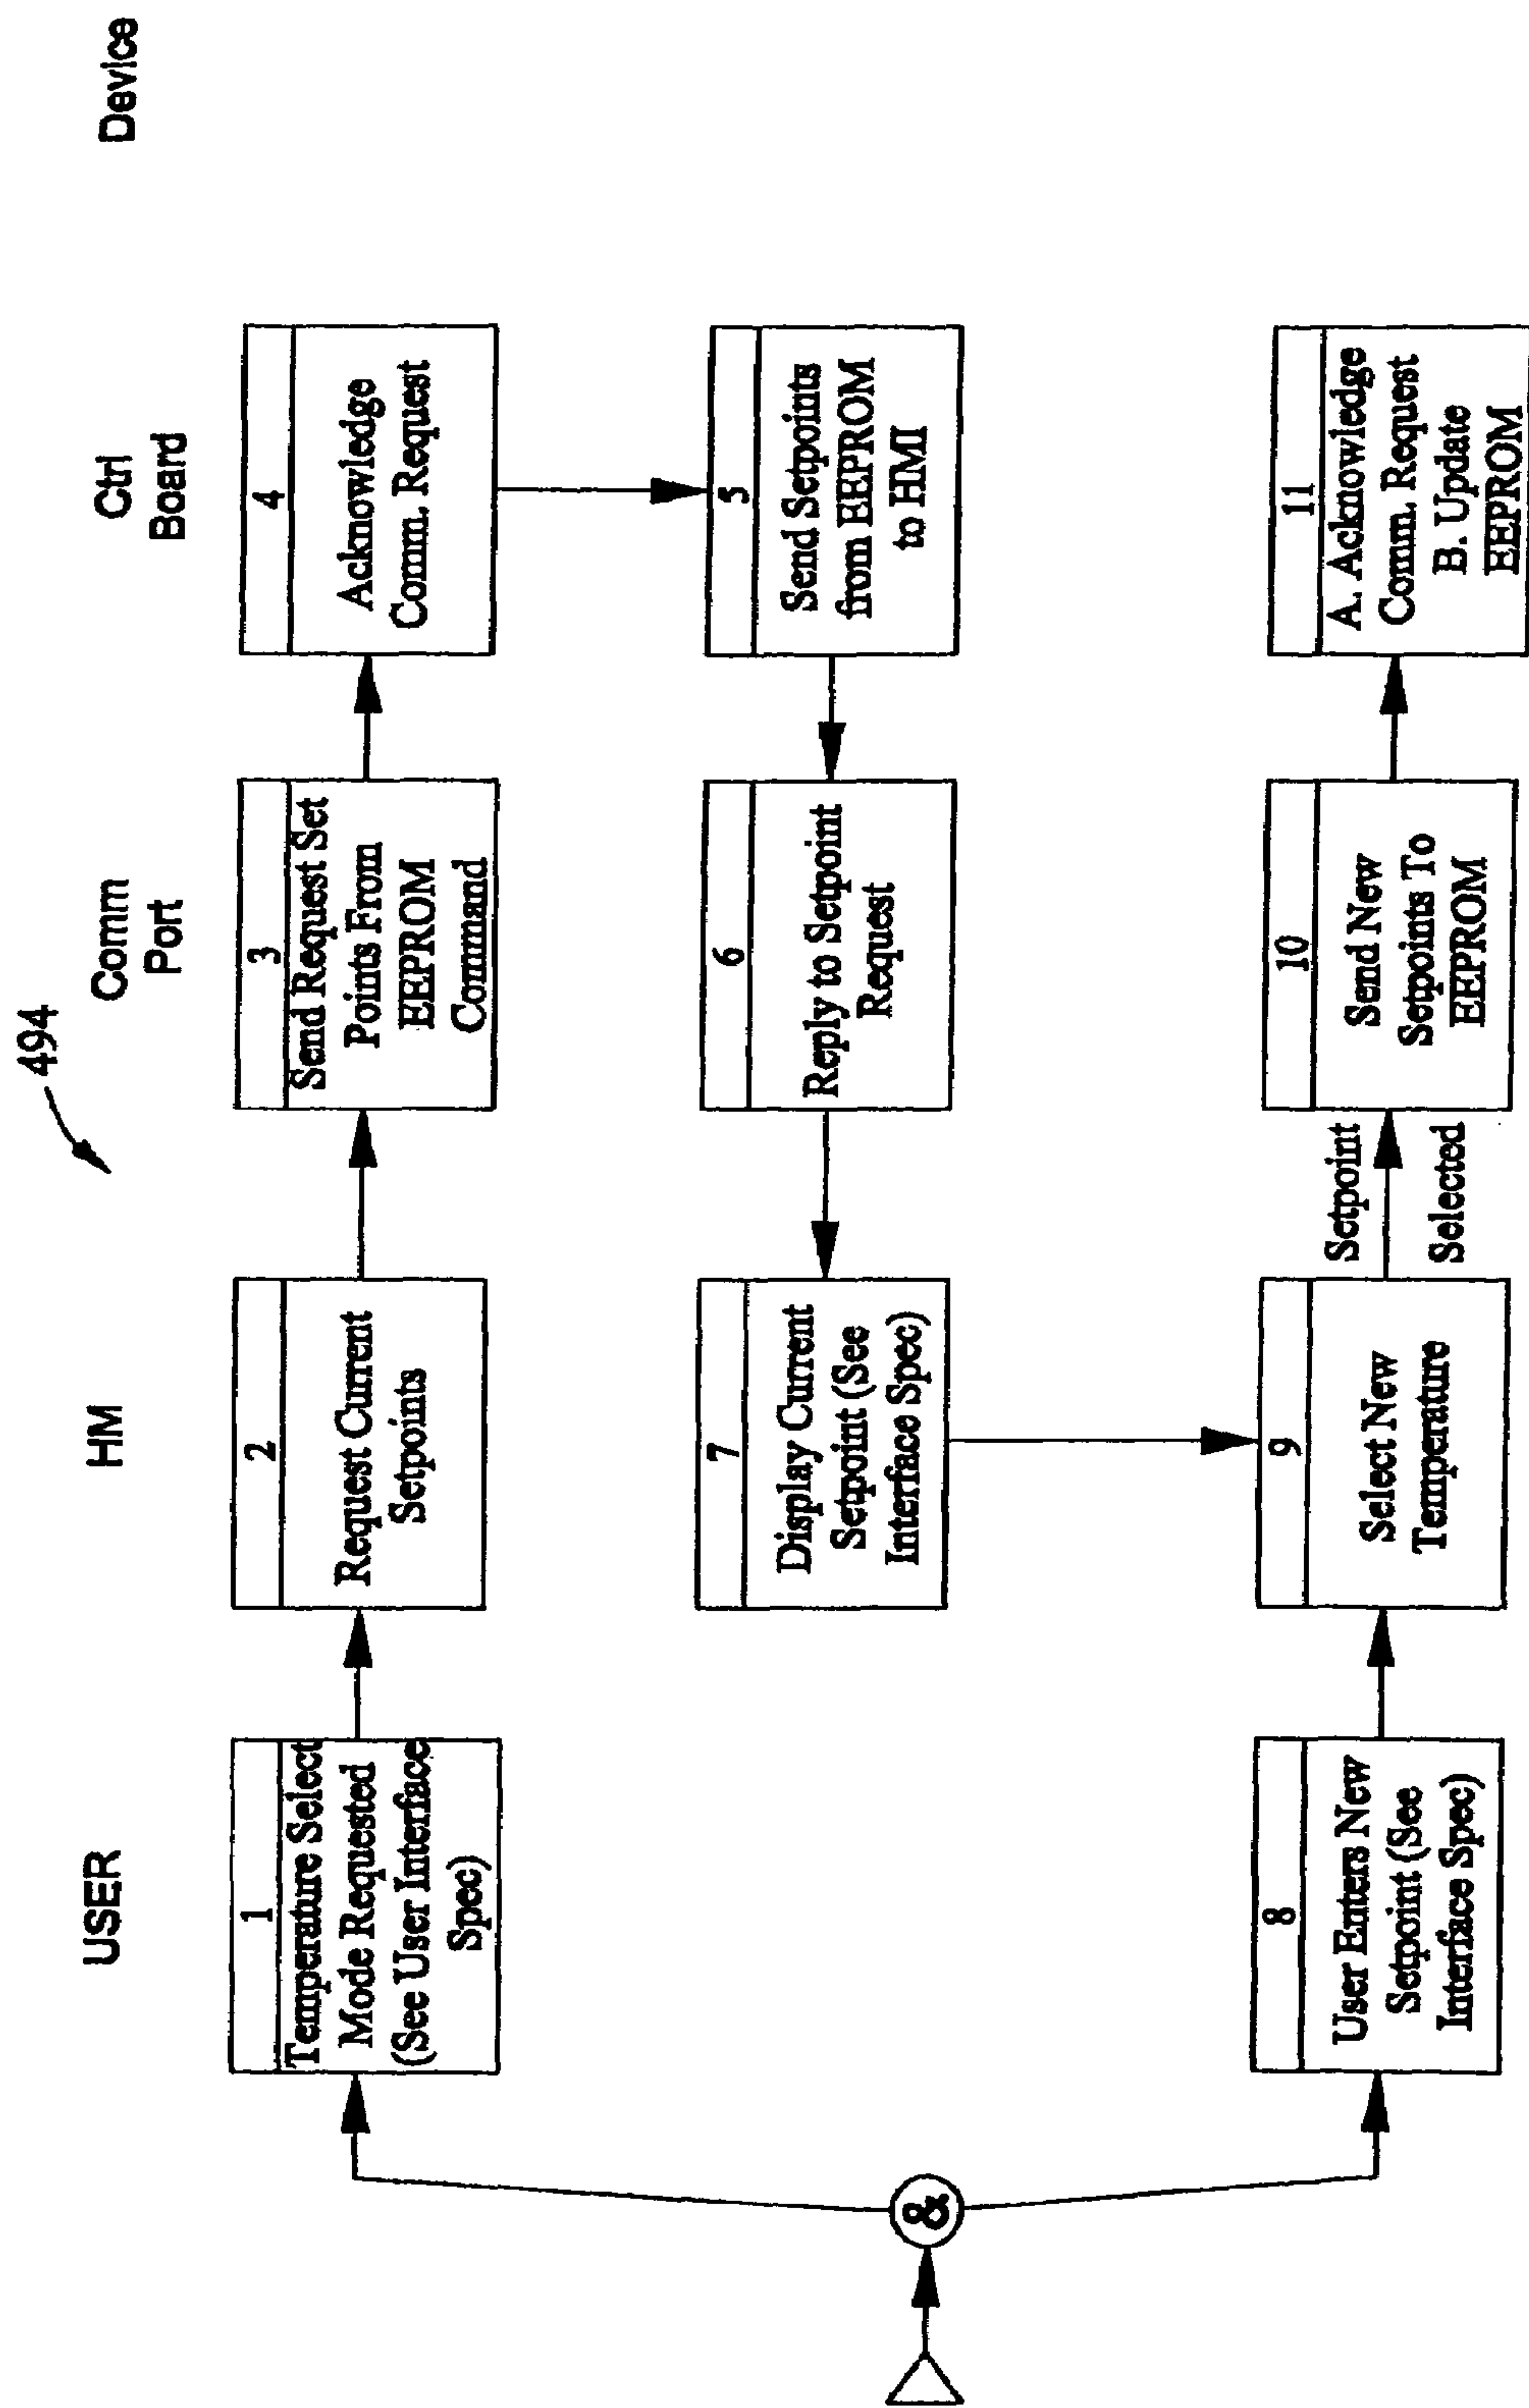 494
USER
HM
Comm
Port
Ctrl
Board
Device
1
Temperature Select
Mode Requested
(See User Interface
Spec)
2
Request Current
Setpoints
3
Send Request Set
Points From
EEPROM
Command
4
Acknowledge
Comm. Request
7
Display Current
Setpoint (See
Interface Spec)
6
Reply to Setpoint
Request
5
Send Setpoints
from EEPROM
to HMI
&
8
User Enters New
Setpoint (See
Interface Spec)
9
Select New
Temperature
Setpoint
Selected
10
Send New
Setpoints To
EEPROM
11
A. Acknowledge
Comm. Request
B. Update
EEPROM